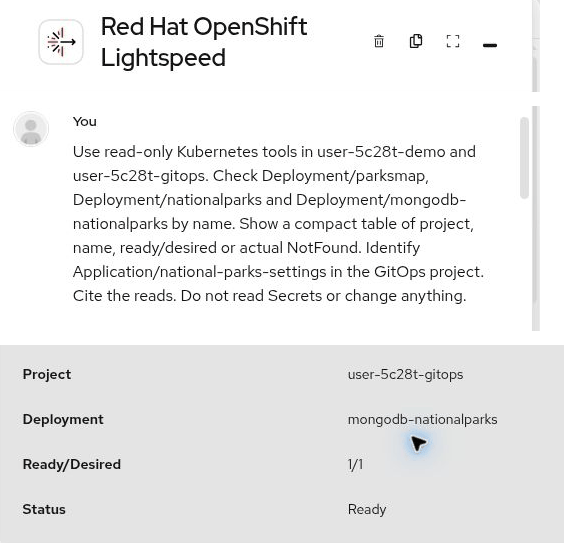 Red Hat OpenShift
Lightspeed
You
Use read-only Kubernetes tools in user-5c28t-demo and
user-5c28t-gitops. Check Deployment/parksmap,
Deployment/nationalparks and Deployment/mongodb-
nationalparks by name. Show a compact table of project,
name, ready/desired or actual NotFound. Identify
Application/national-parks-settings in the GitOps project.
Cite the reads. Do not read Secrets or change anything.
Project user-5c28t-gitops
Deployment mongodb-nationalparks
Ready/Desired 1/1
Status Ready